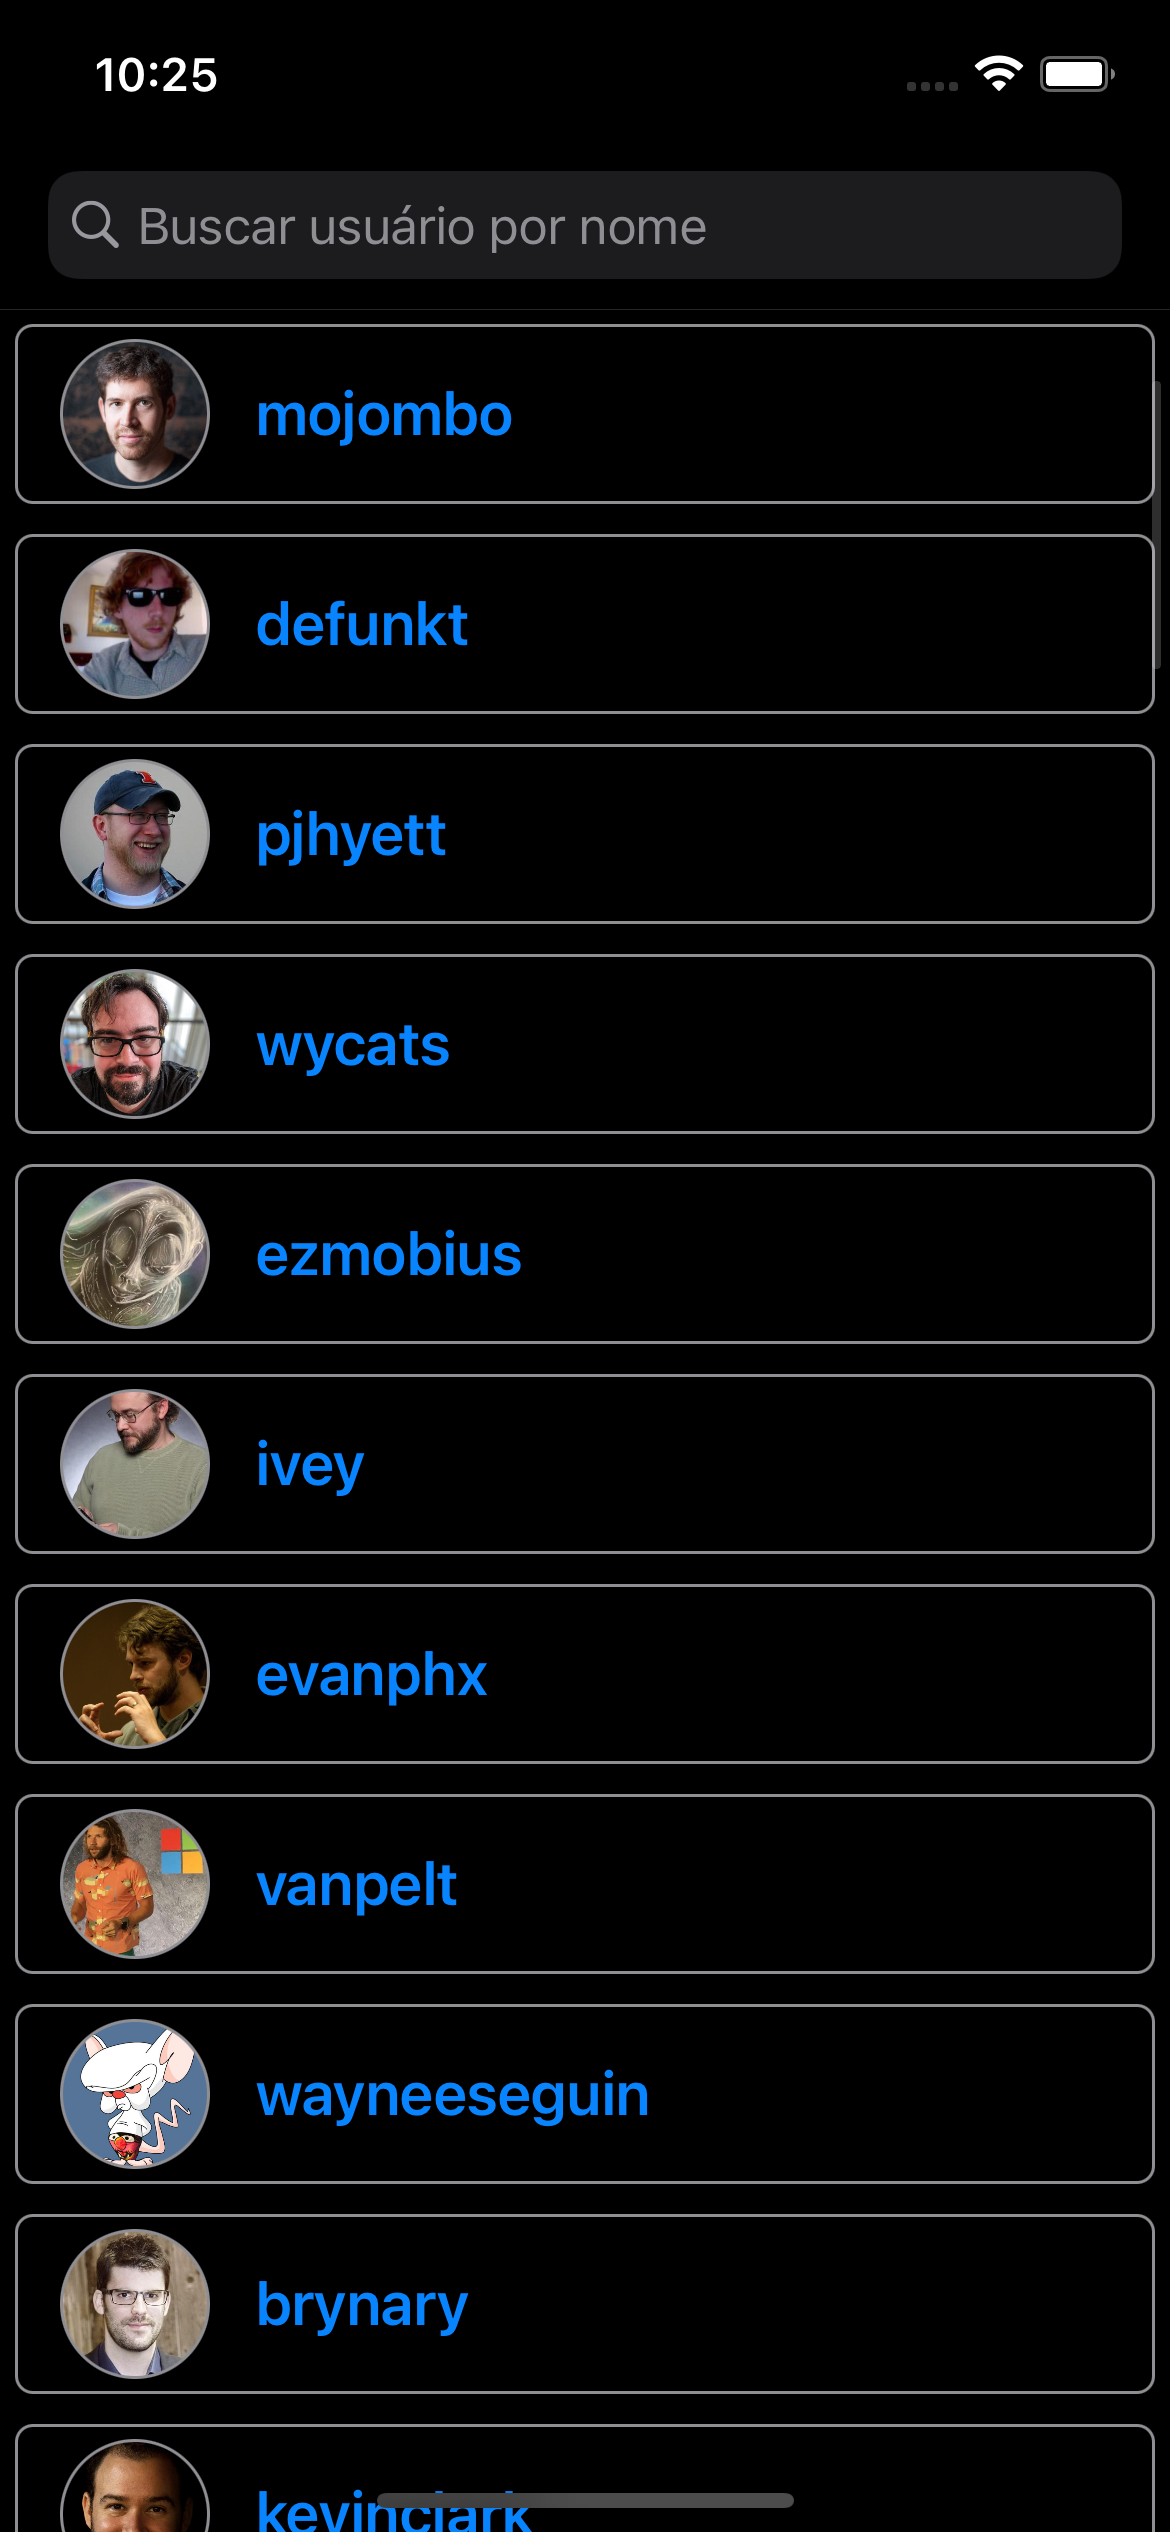 10:25
Buscar usuário por nome
mojombo
defunkt
pjhyett
wycats
ezmobius
ivey
evanphx
vanpelt
wayneeseguin
brynary
kevinclark